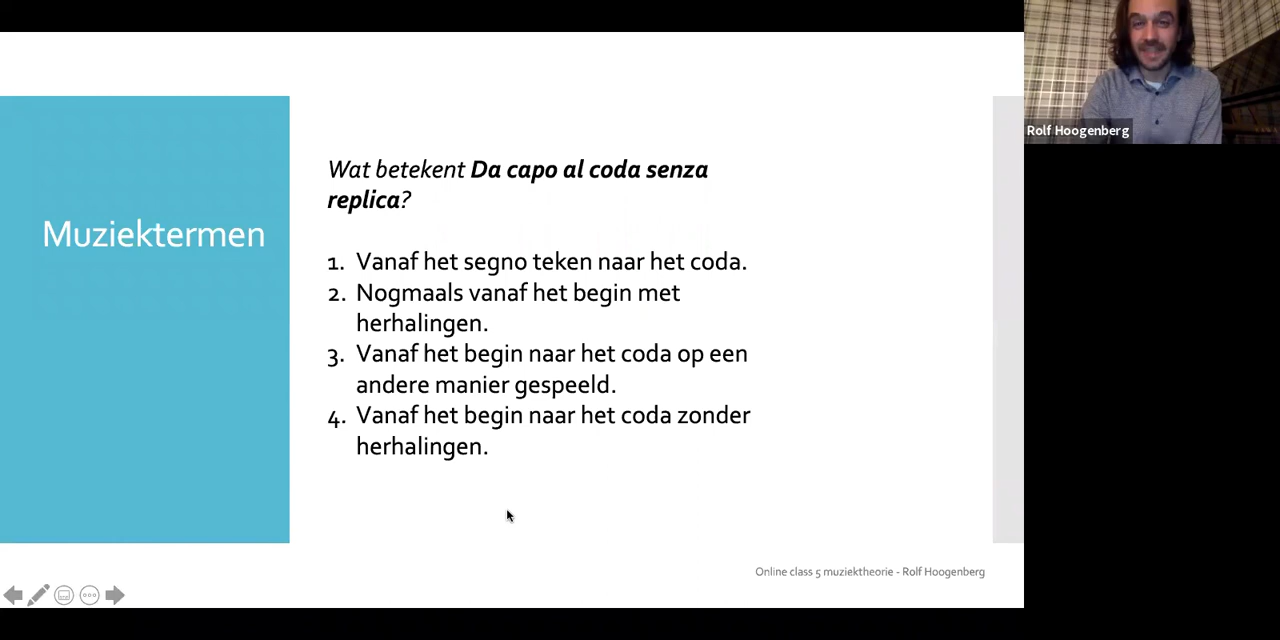 Rolf Hoogenberg
Muziektermen
Wat betekent Da capo al coda senza
replica?
1. Vanaf het segno teken naar het coda.
2. Nogmaals vanaf het begin met
herhalingen.
3. Vanaf het begin naar het coda op een
andere manier gespeeld.
4. Vanaf het begin naar het coda zonder
herhalingen.
Online class 5 muziektheorie - Rolf Hoogenberg